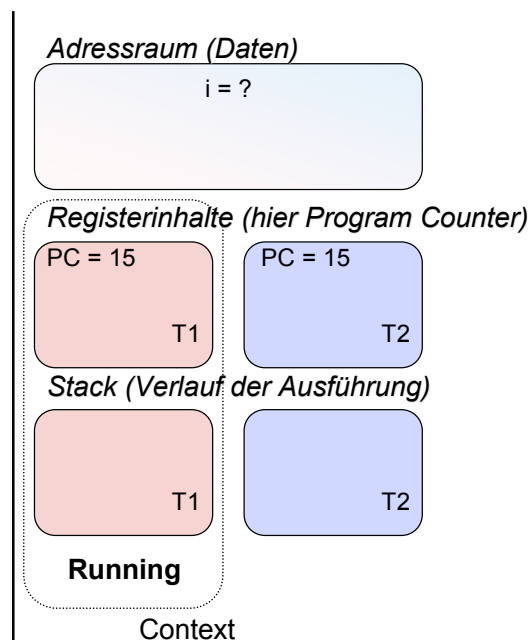 Adressraum (Daten)
i = ?
Registerinhalte (hier Program Counter)
PC = 15 PC = 15
T1 T2
Stack (Verlauf der Ausführung)
T1 T2
Running
Context